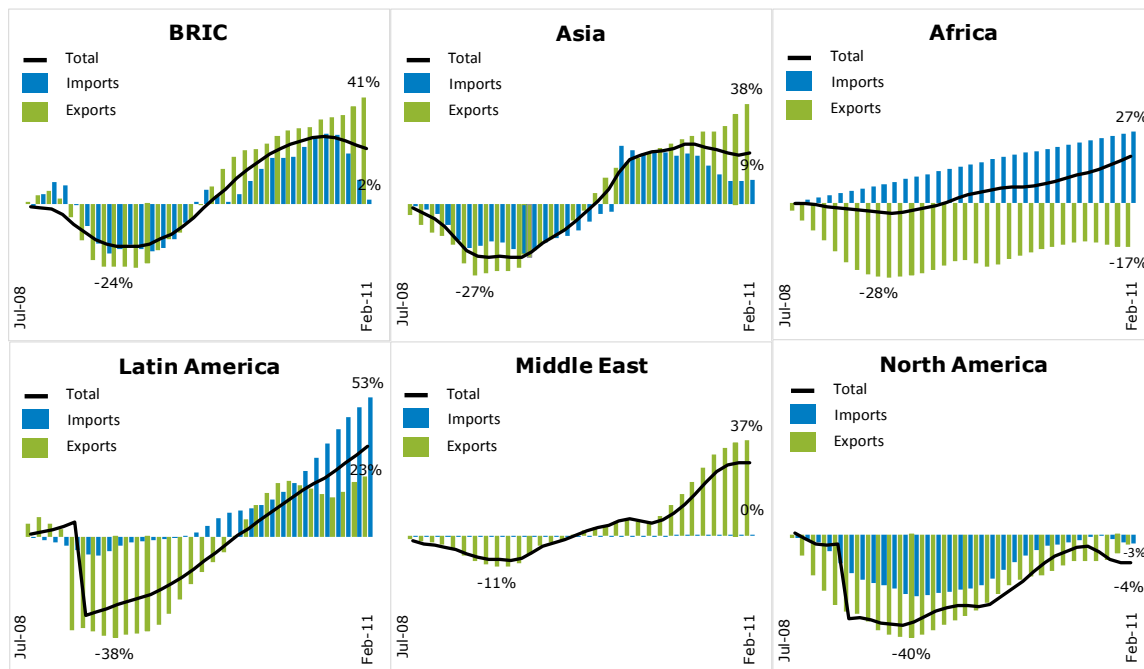 BRIC
Total
Imports
Exports
41%
2%
-24%
Jul-08
Feb-11
Asia
Total
Imports
Exports
38%
9%
-27%
Jul-08
Feb-11
Africa
Total
Imports
Exports
27%
-17%
-28%
Jul-08
Feb-11
Latin America
Total
Imports
Exports
53%
23%
-38%
Jul-08
Feb-11
Middle East
Total
Imports
Exports
37%
0%
-11%
Jul-08
Feb-11
North America
Total
Imports
Exports
-3%
-4%
-40%
Jul-08
Feb-11